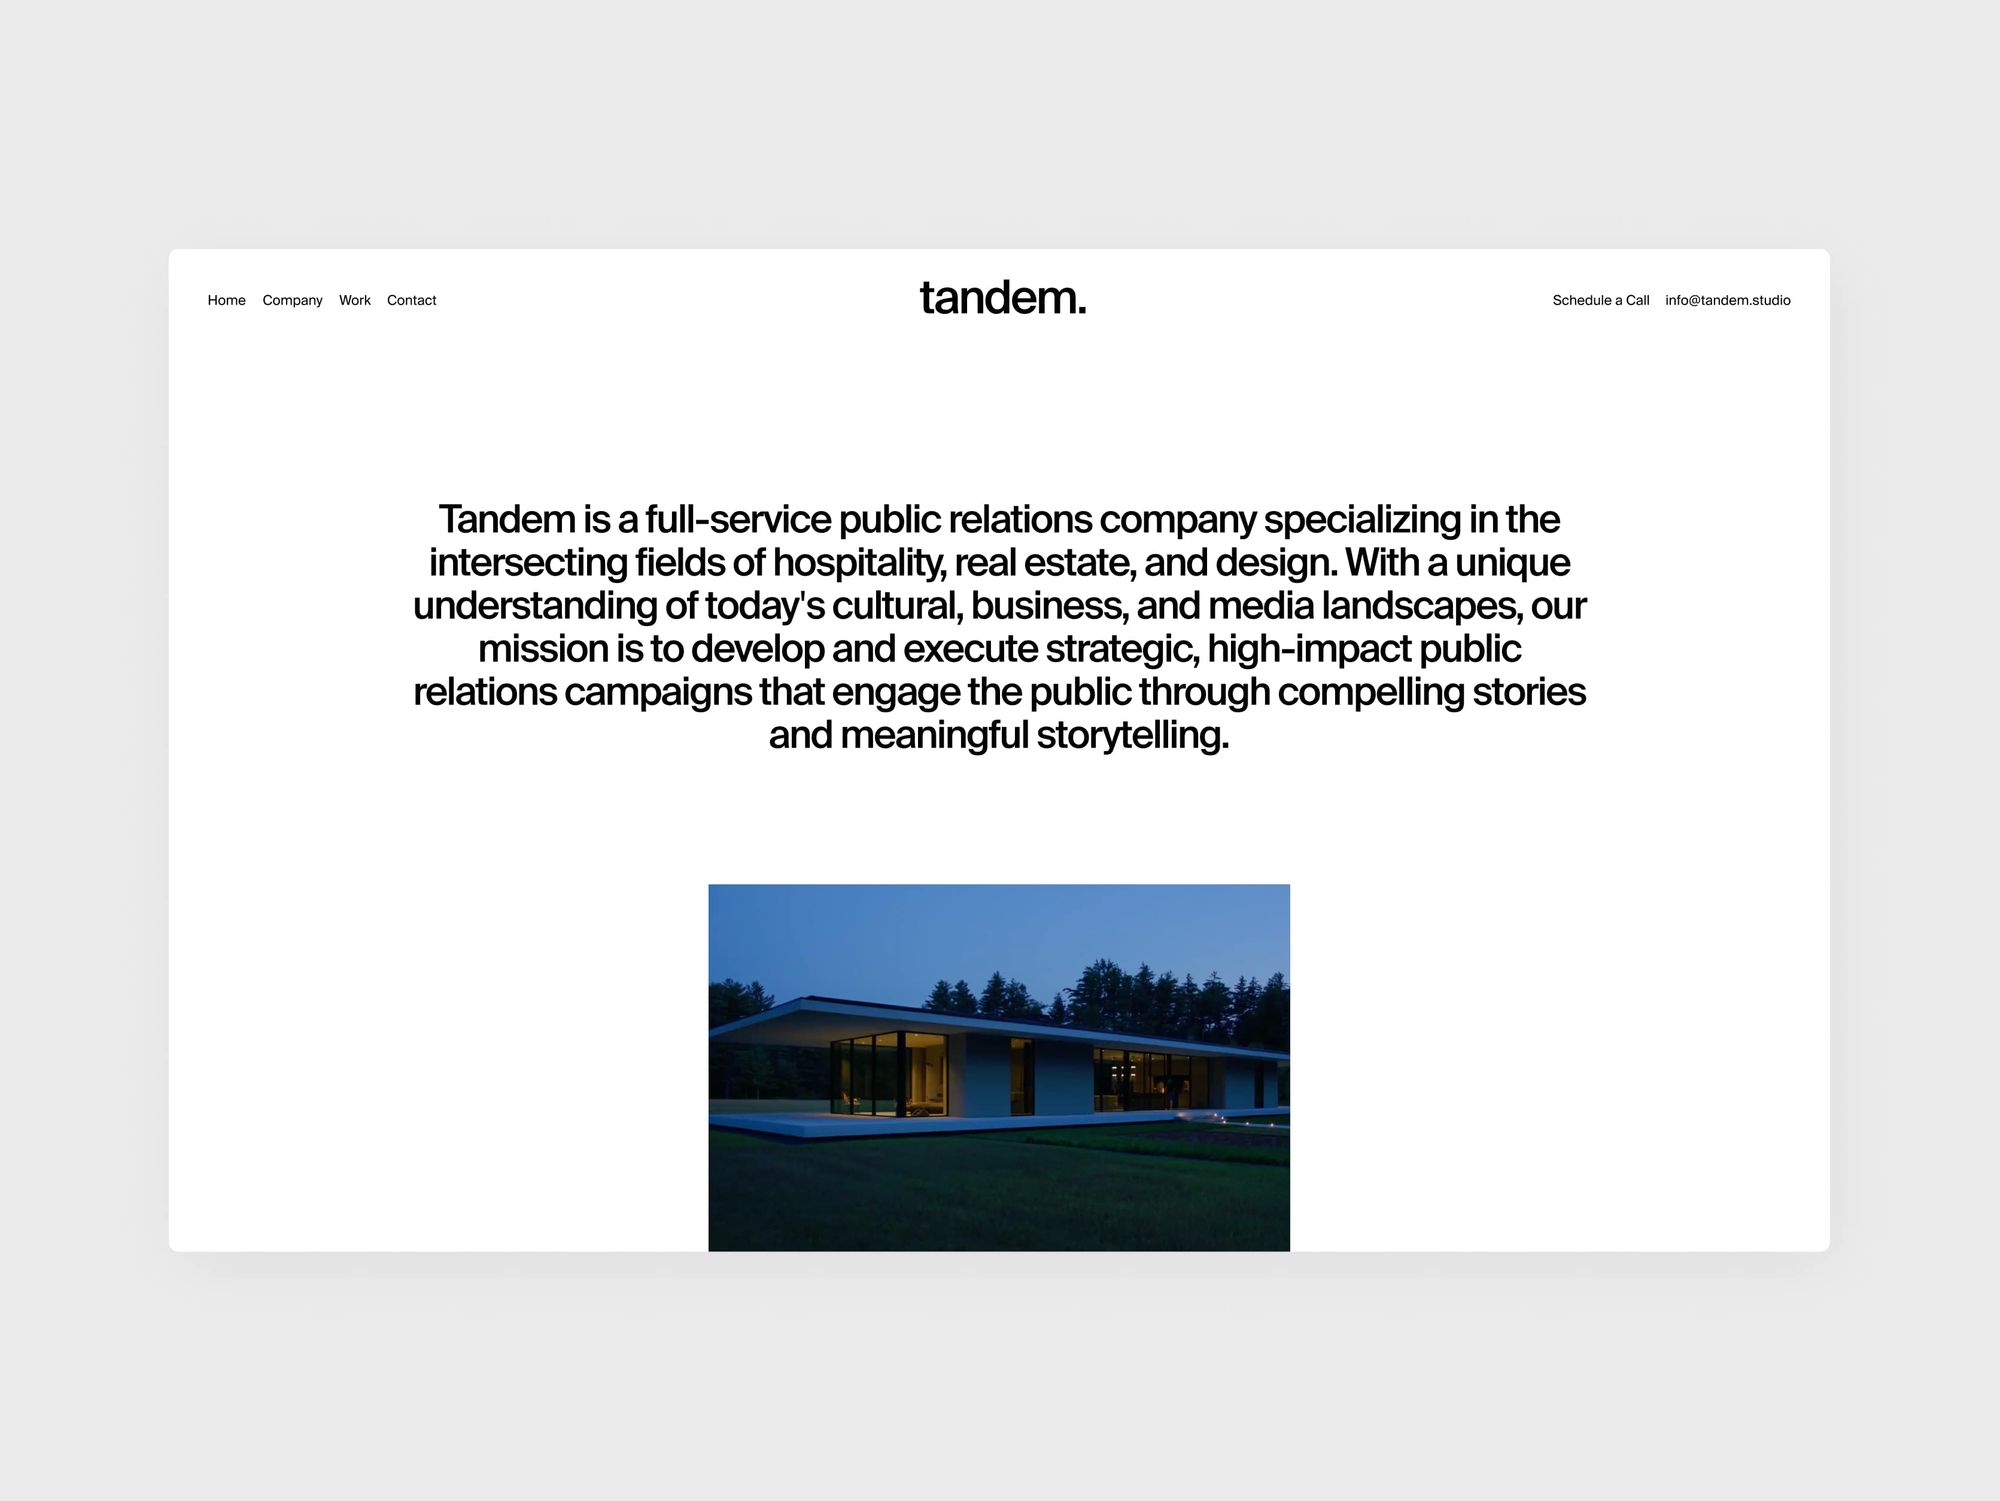 Home Company Work Contact
tandem.
Schedule a Call info@tandem.studio
Tandem is a full-service public relations company specializing in the
intersecting fields of hospitality, real estate, and design. With a unique
understanding of today's cultural, business, and media landscapes, our
mission is to develop and execute strategic, high-impact public
relations campaigns that engage the public through compelling stories
and meaningful storytelling.